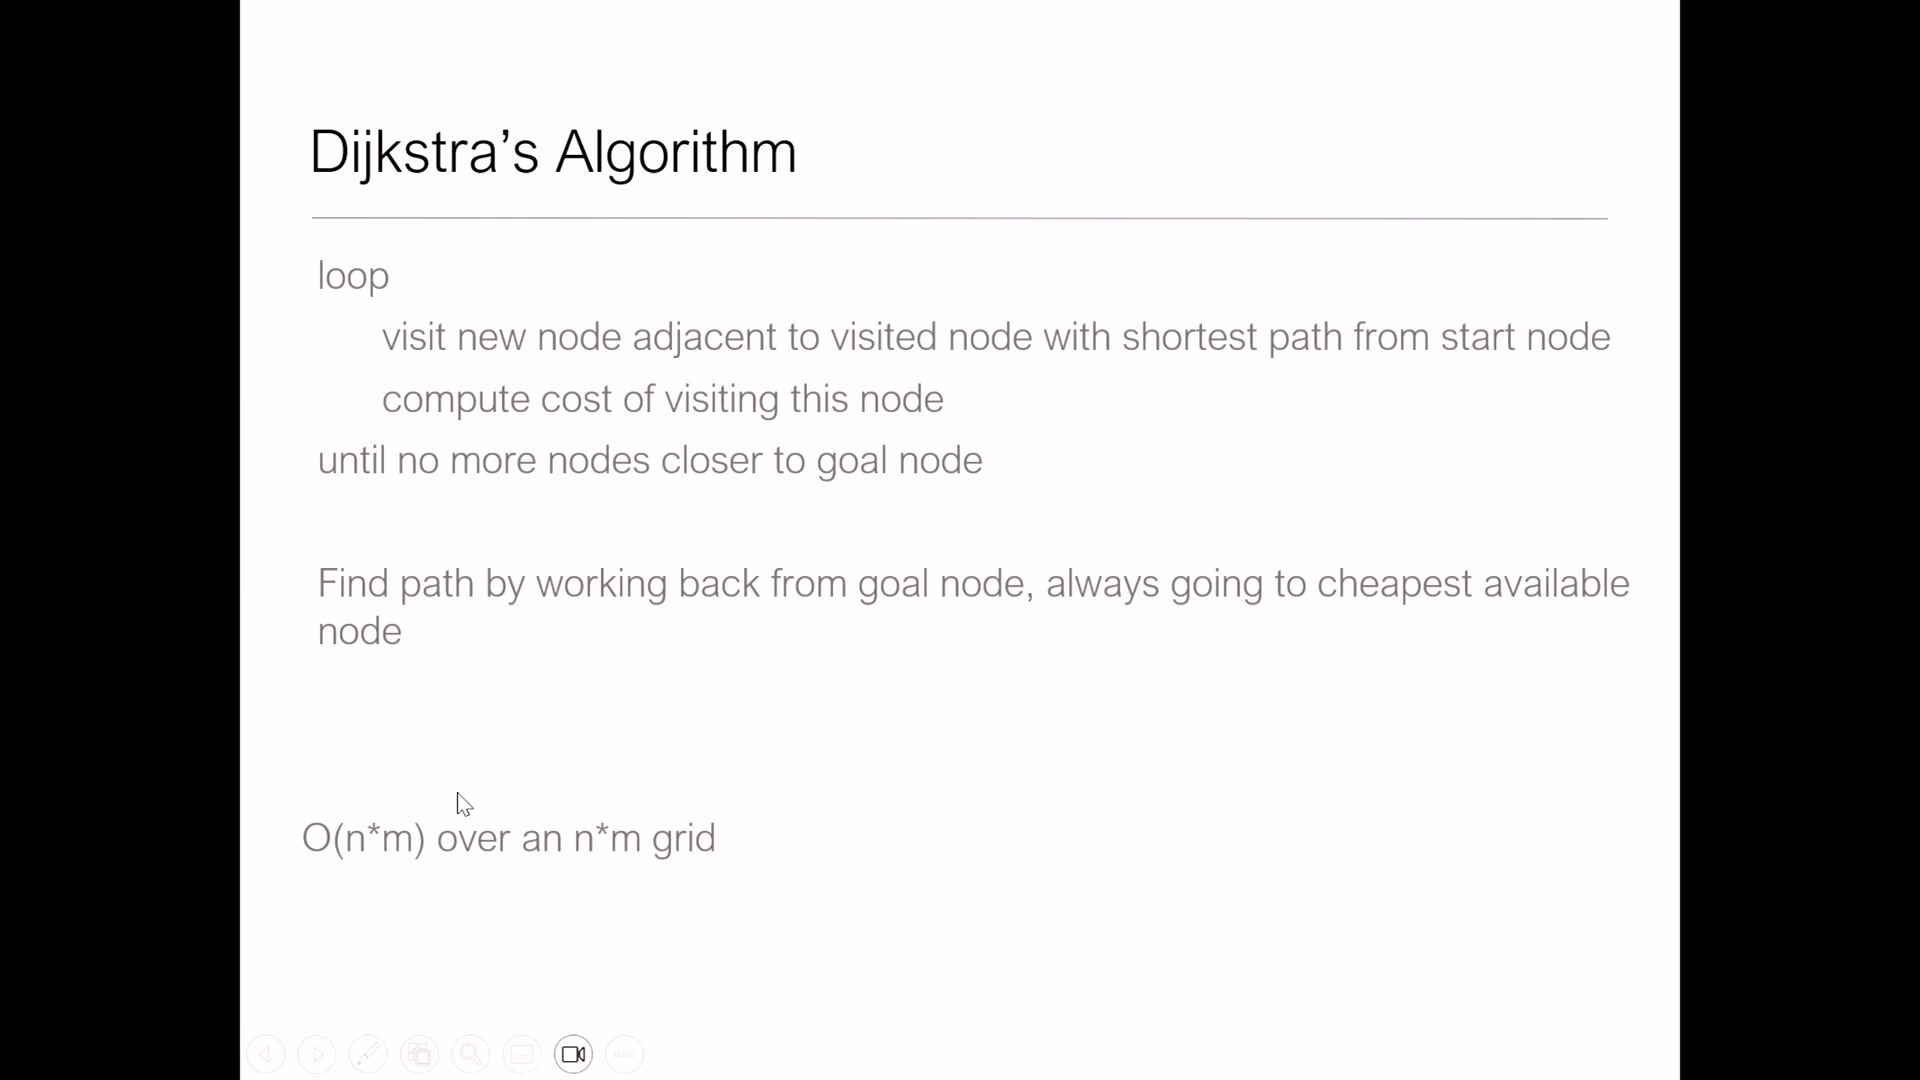 Dijkstra’s Algorithm
loop
visit new node adjacent to visited node with shortest path from start node
compute cost of visiting this node
until no more nodes closer to goal node
Find path by working back from goal node, always going to cheapest available
node
O(n*m) over an n*m grid